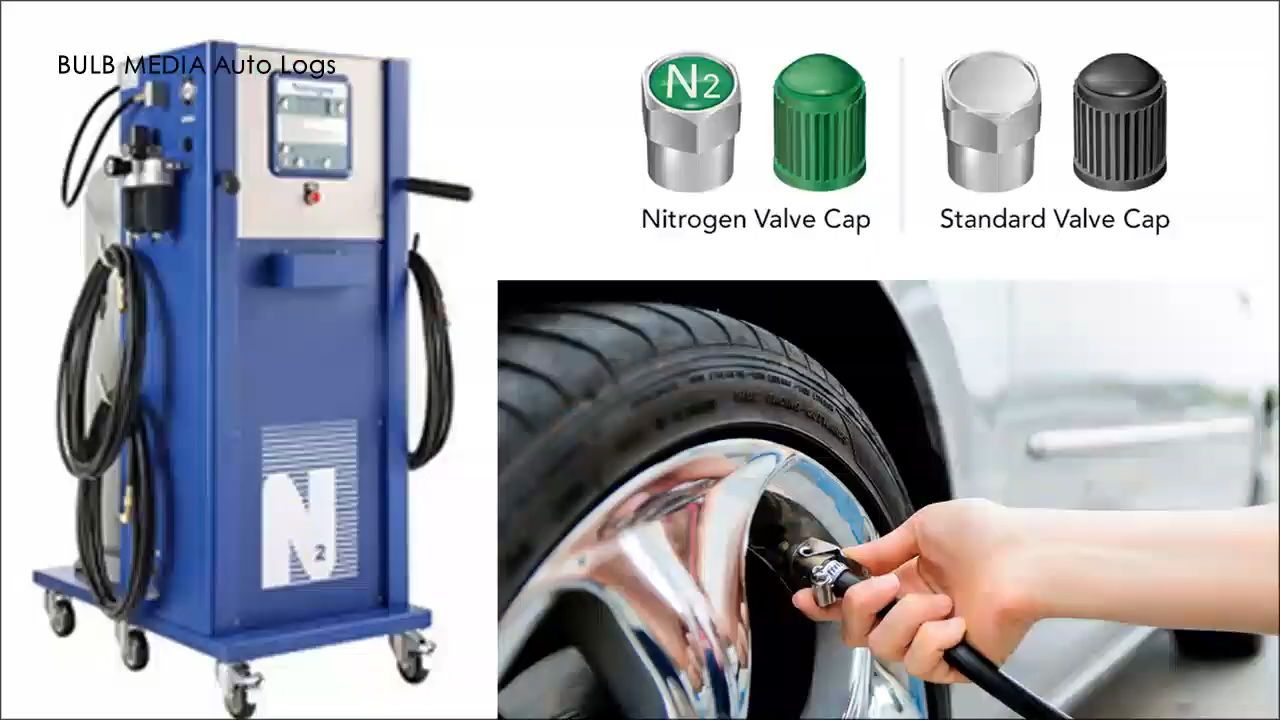 BULB MEDIA Auto Logs
N2
Nitrogen Valve Cap
Standard Valve Cap
N
2